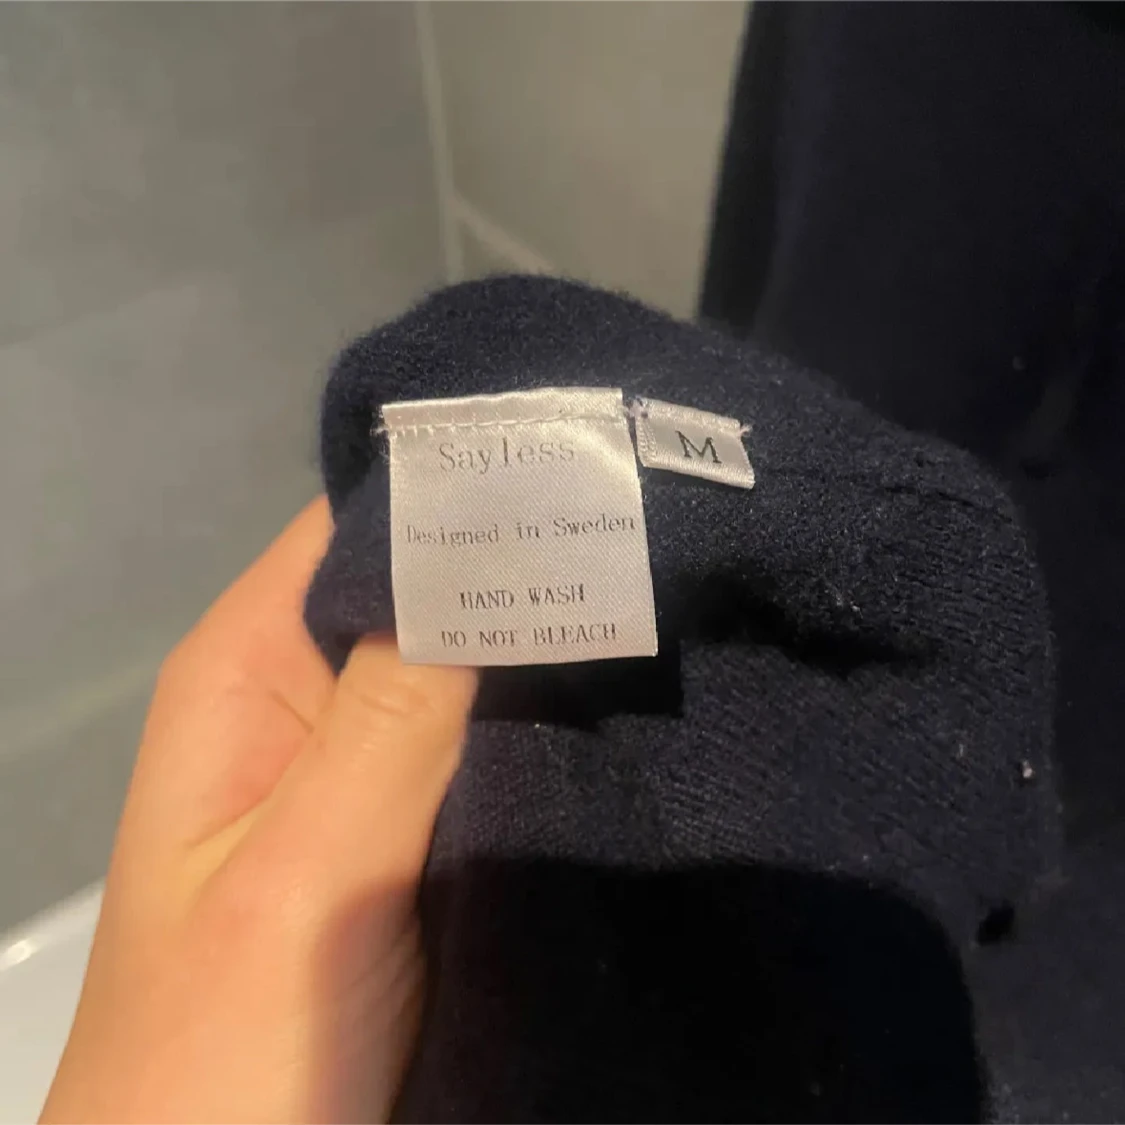 Sayless
M
Designed in Sweden
HAND WASH
DO NOT BLEACH